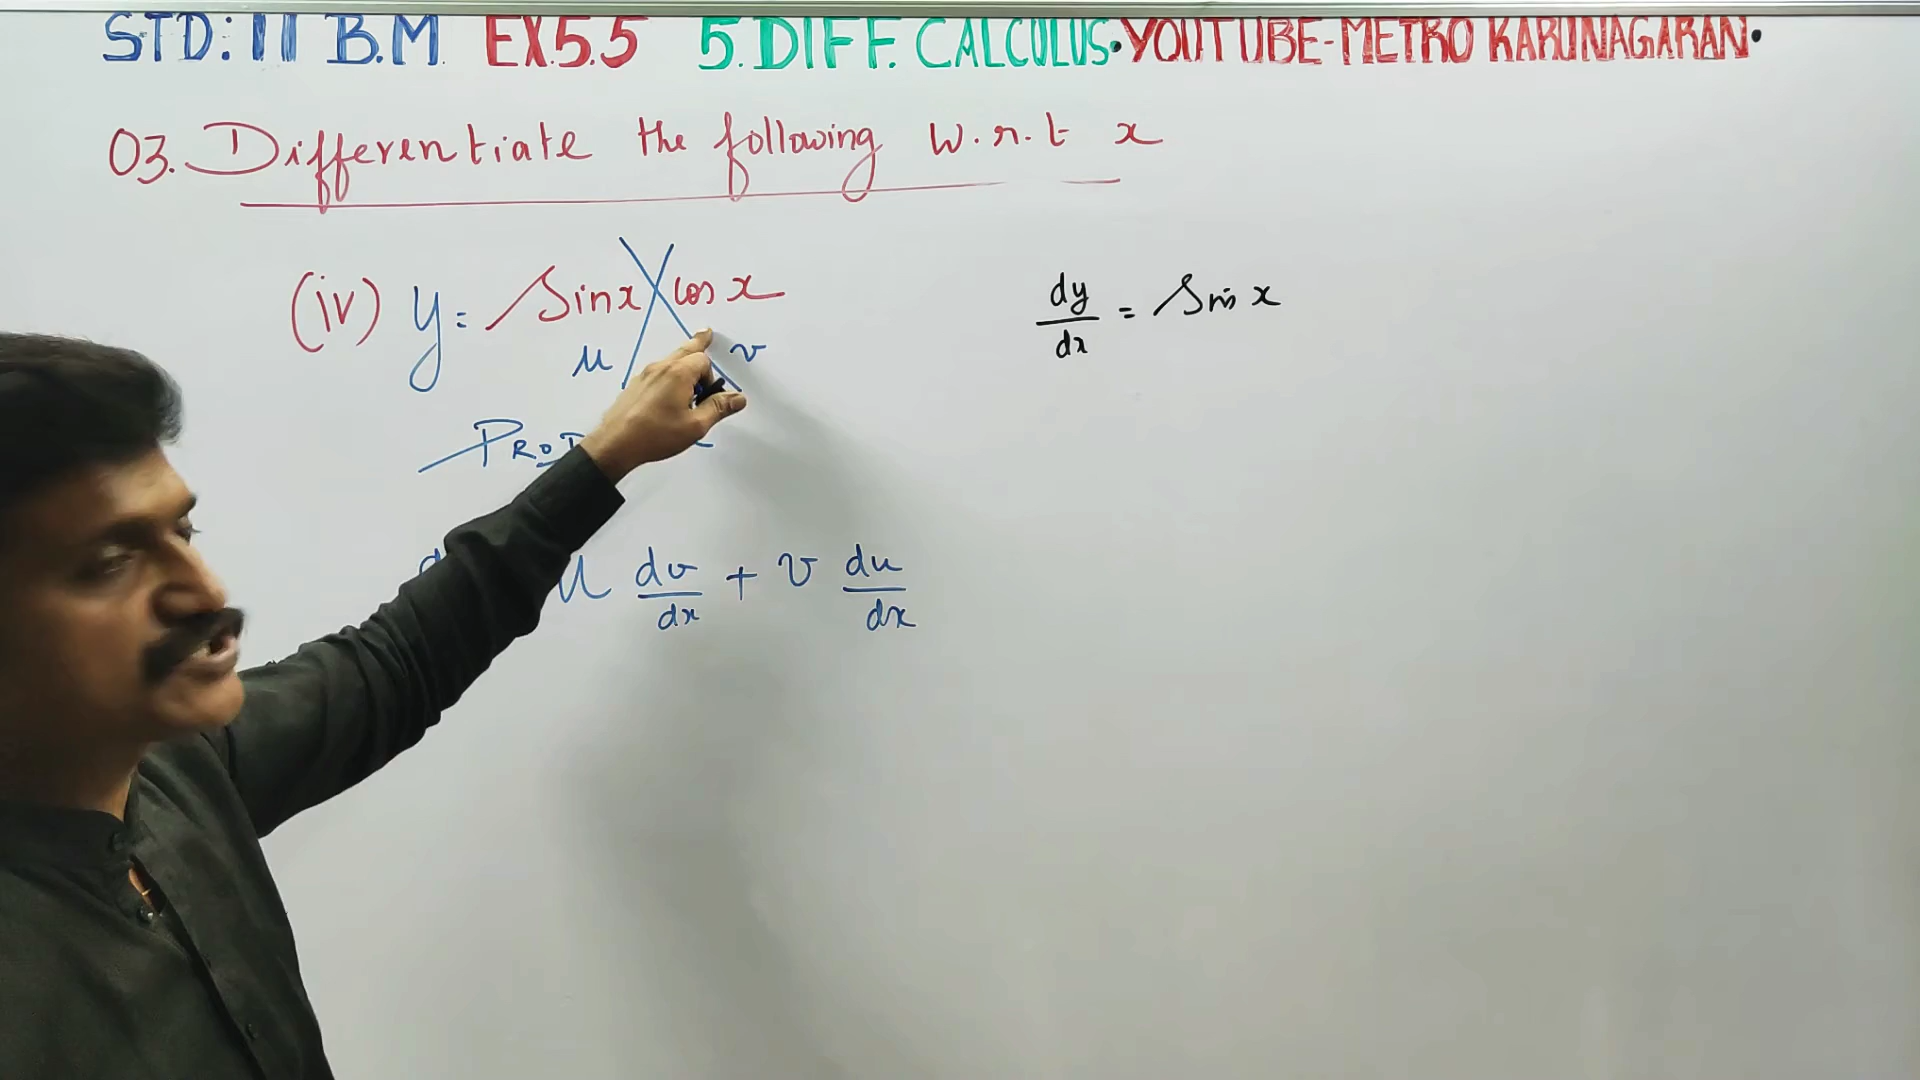 STD: 11 B.M EX.5.5 5. DIFF. CALCULUS. YOUTUBE-METRO KARUNAGARAN.
03. Differentiate the following w.r.t x
(iv) y = Sinx cos x
u v
dy/dx = Sin x
u dv/dx + v du/dx